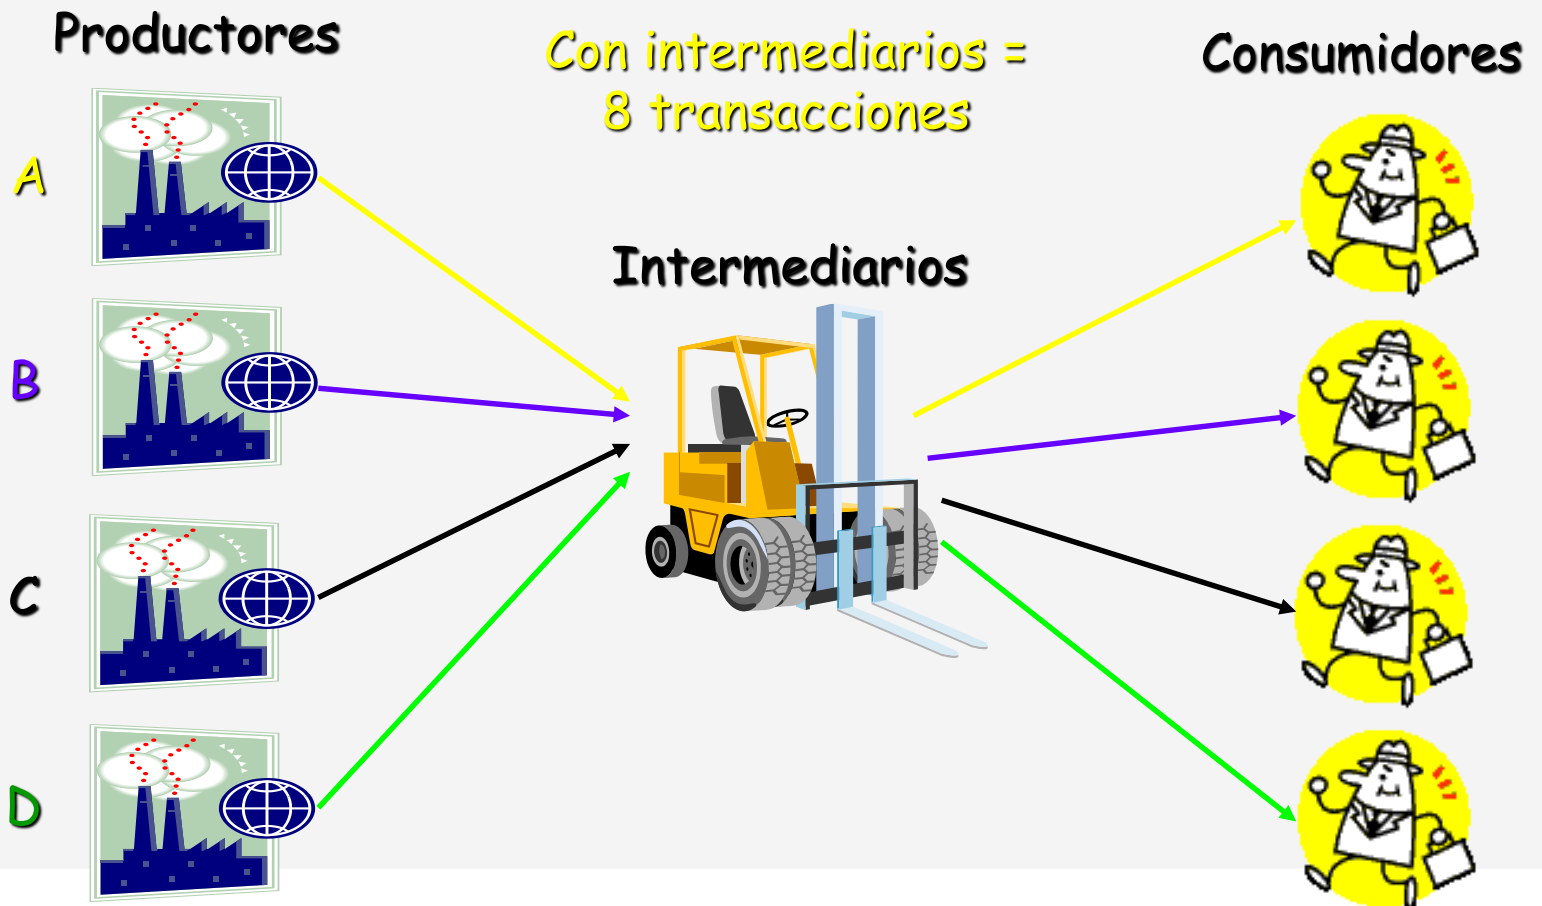 Productores
Con intermediarios =
8 transacciones
Consumidores
A
Intermediarios
B
C
D